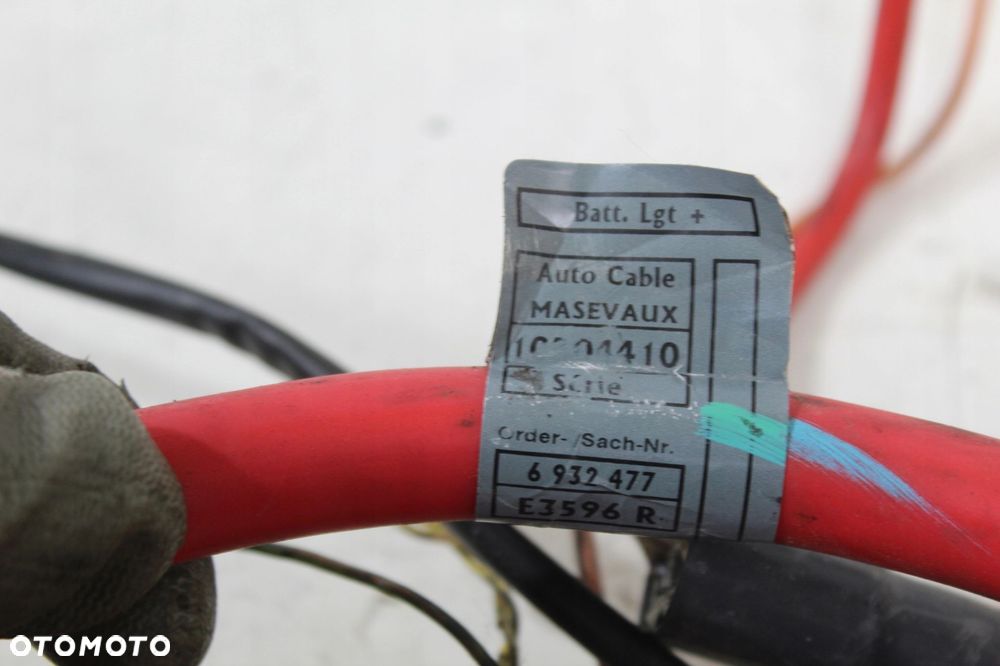 Batt. Lgt +
Auto Cable
MASEVAUX
Série
Order-/Sach-Nr.
6 932 477
E3596 R
OTOMOTO